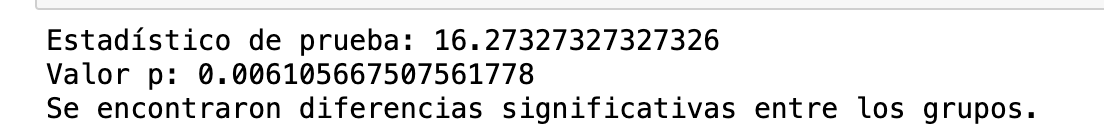 Estadístico de prueba: 16.27327327327326
Valor p: 0.006105667507561778
Se encontraron diferencias significativas entre los grupos.